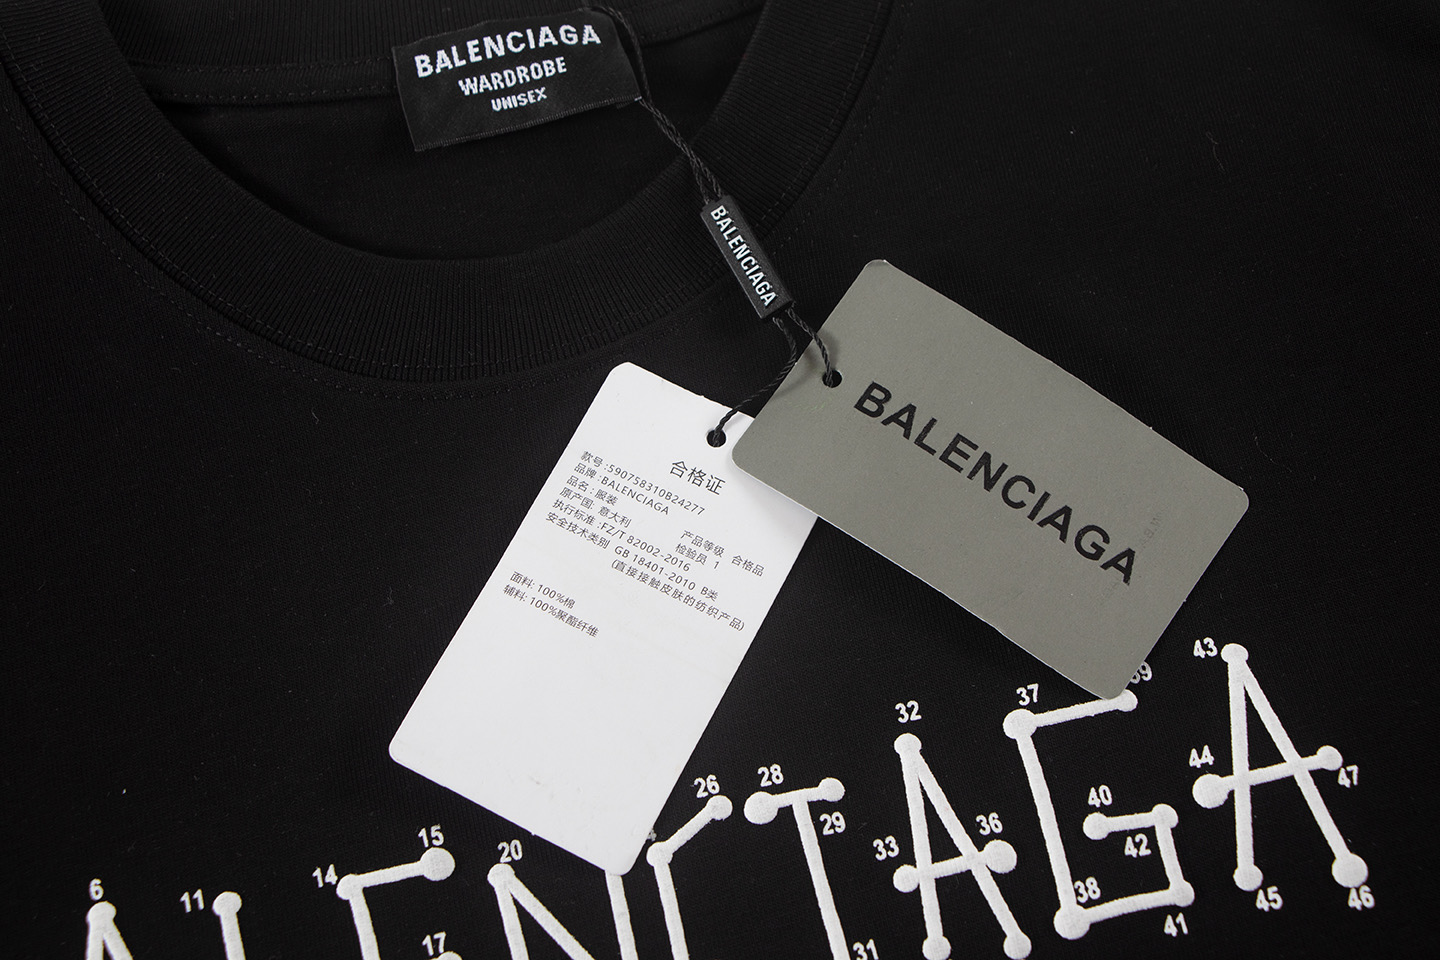 BALENCIAGA
WARDROBE
UNISEX
BALENCIAGA
BALENCIAGA
合格证
款号:590758310B24277
品牌:BALENCIAGA
品名:服装
原产国: 意大利
产品等级 合格品
执行标准:FZ/T 82002-2016
检验员 1
安全技术类别 GB 18401-2010 B类
(直接接触皮肤的纺织产品)
面料: 100%棉
辅料: 100%聚酯纤维
6 11 14 15 17 20 26 28 29 31 32 33 36 37 38 39 40 41 42 43 44 45 46 47
ALENCIAGA